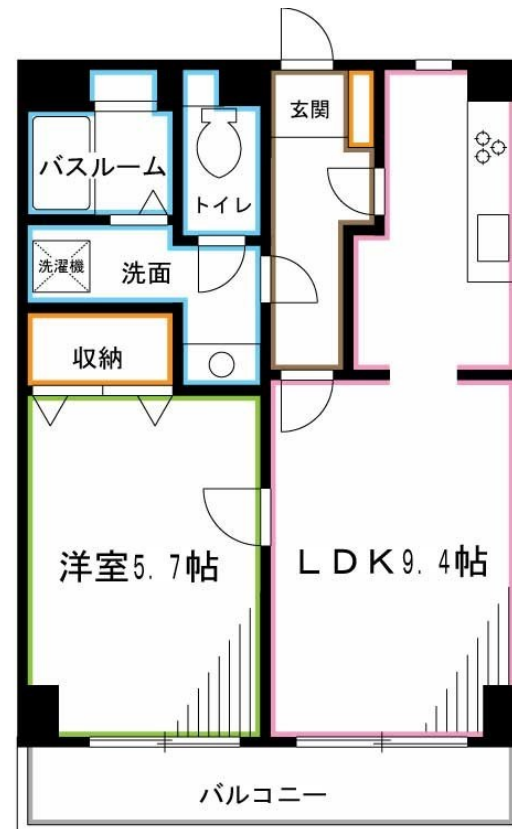 玄関
バスルーム
トイレ
洗濯機
洗面
収納
洋室5.7帖
LDK9.4帖
バルコニー